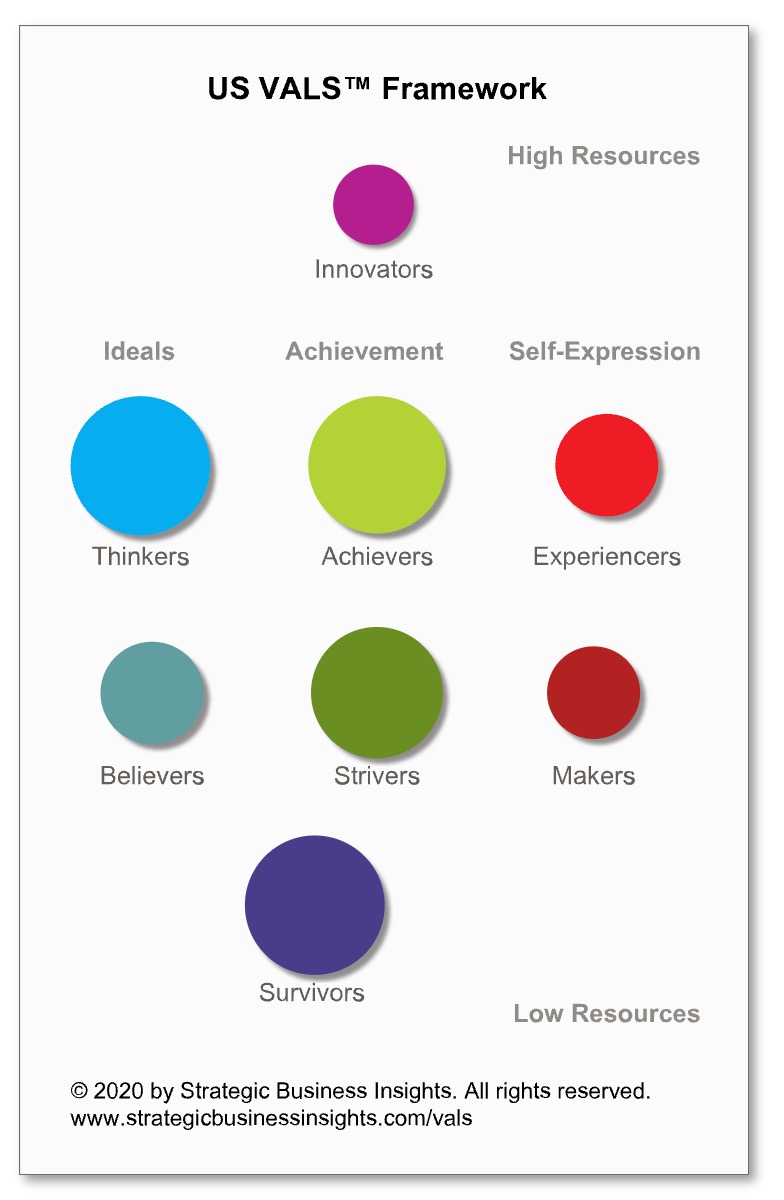 US VALS™ Framework
High Resources
Innovators
Ideals Achievement Self-Expression
Thinkers Achievers Experiencers
Believers Strivers Makers
Survivors
Low Resources
© 2020 by Strategic Business Insights. All rights reserved.
www.strategicbusinessinsights.com/vals